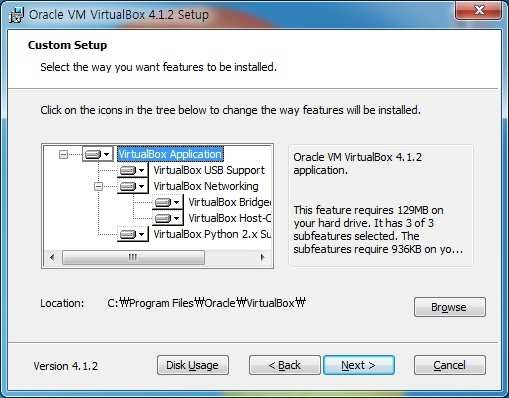 Oracle VM VirtualBox 4.1.2 Setup
Custom Setup
Select the way you want features to be installed.
Click on the icons in the tree below to change the way features will be installed.
VirtualBox Application
VirtualBox USB Support
VirtualBox Networking
VirtualBox Bridge
VirtualBox Host-C
VirtualBox Python 2.x Su
Oracle VM VirtualBox 4.1.2
application.
This feature requires 129MB on
your hard drive. It has 3 of 3
subfeatures selected. The
subfeatures require 936KB on yo...
Location: C:₩Program Files₩Oracle₩VirtualBox₩
Browse
Version 4.1.2
Disk Usage
< Back
Next >
Cancel